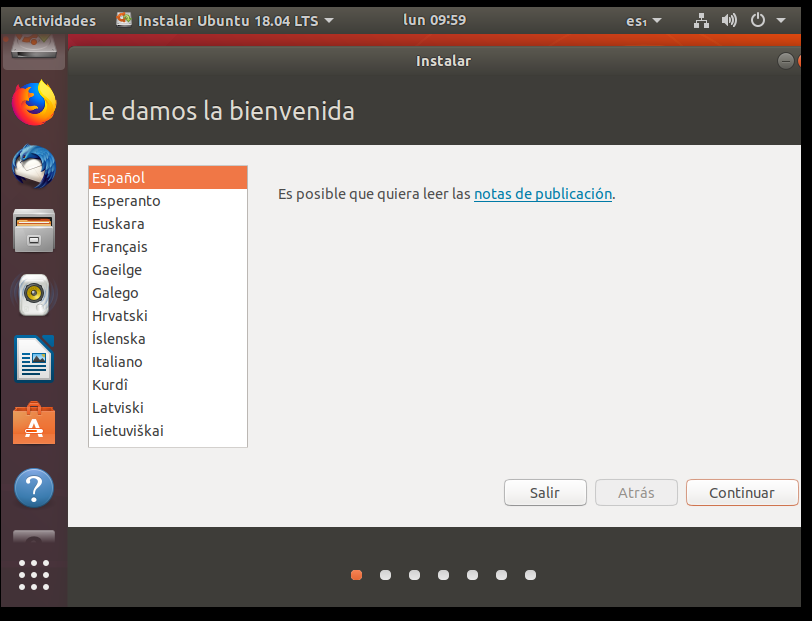 Actividades Instalar Ubuntu 18.04 LTS lun 09:59 es₁
Instalar
Le damos la bienvenida
Español
Esperanto
Euskara
Français
Gaeilge
Galego
Hrvatski
Íslenska
Italiano
Kurdî
Latviski
Lietuviškai
Es posible que quiera leer las notas de publicación.
Salir Atrás Continuar